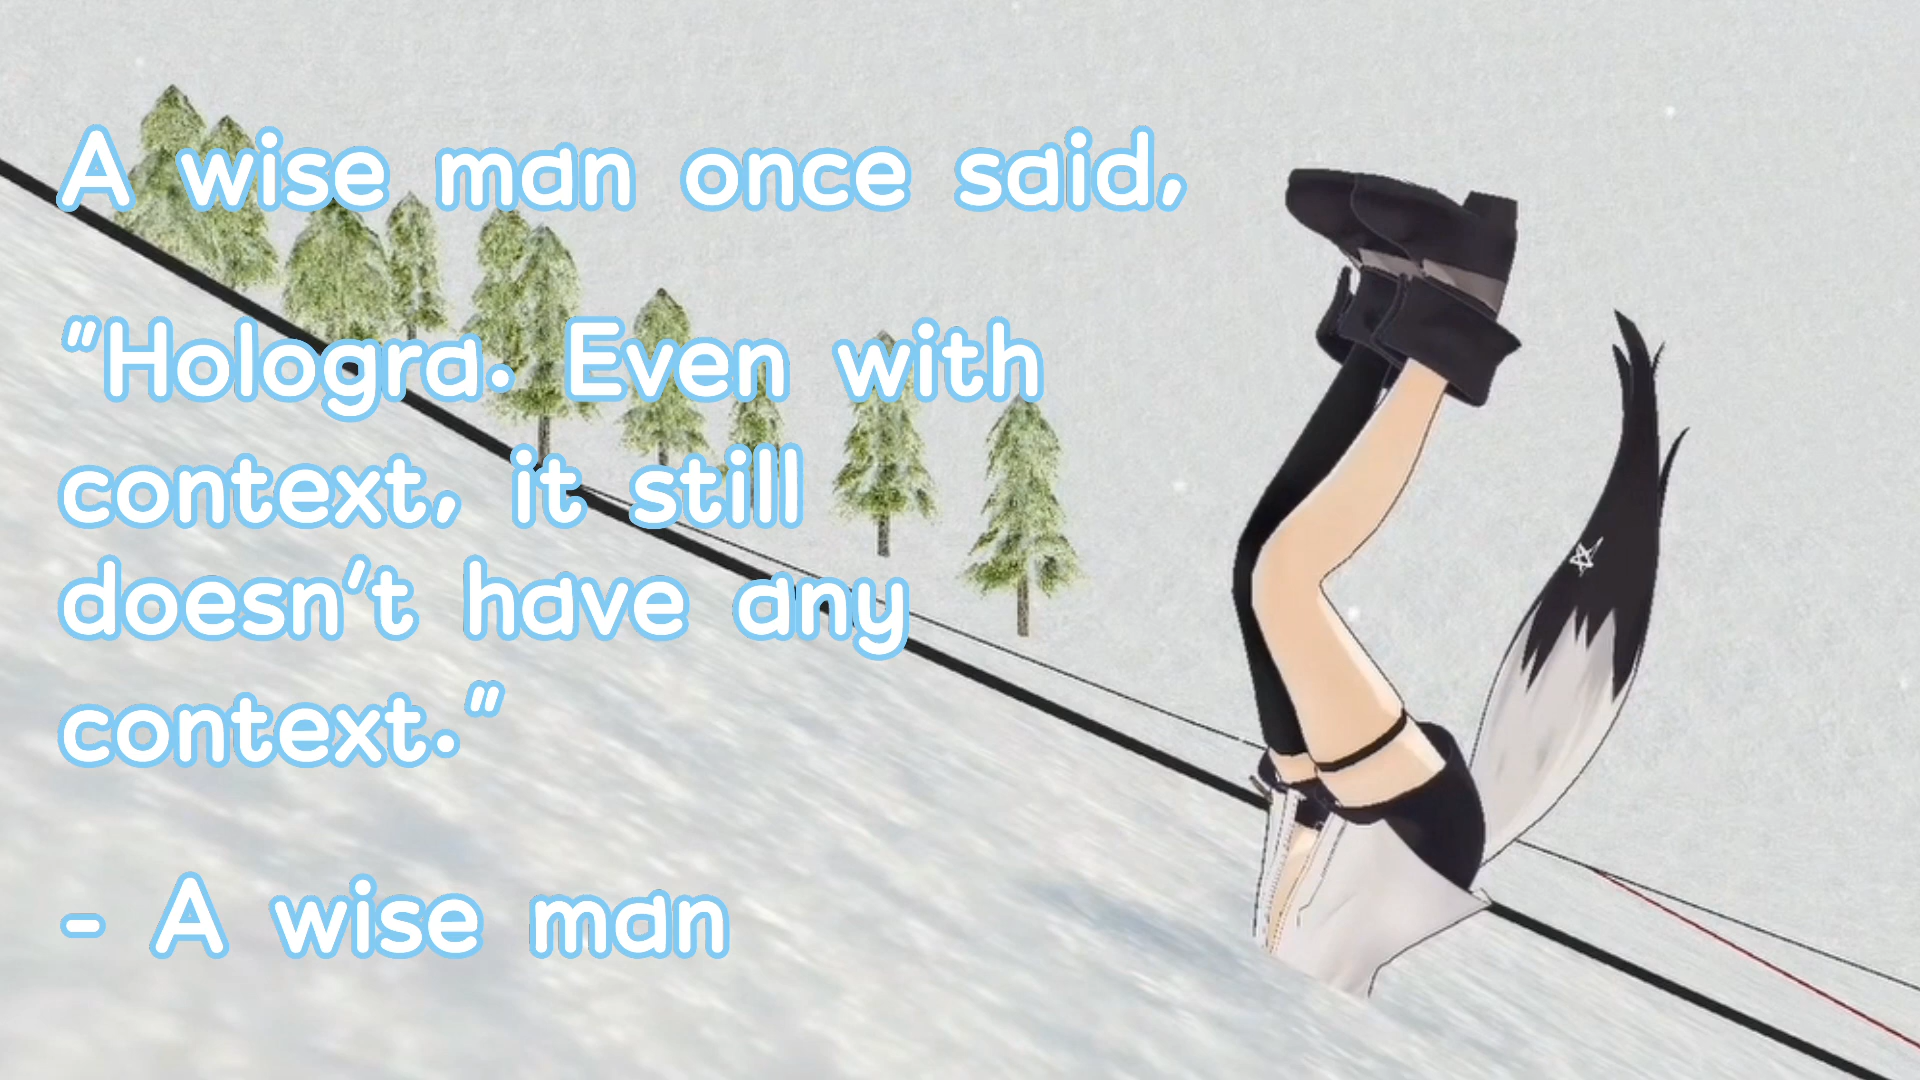 A wise man once said,
"Hologra. Even with
context, it still
doesn't have any
context."
- A wise man